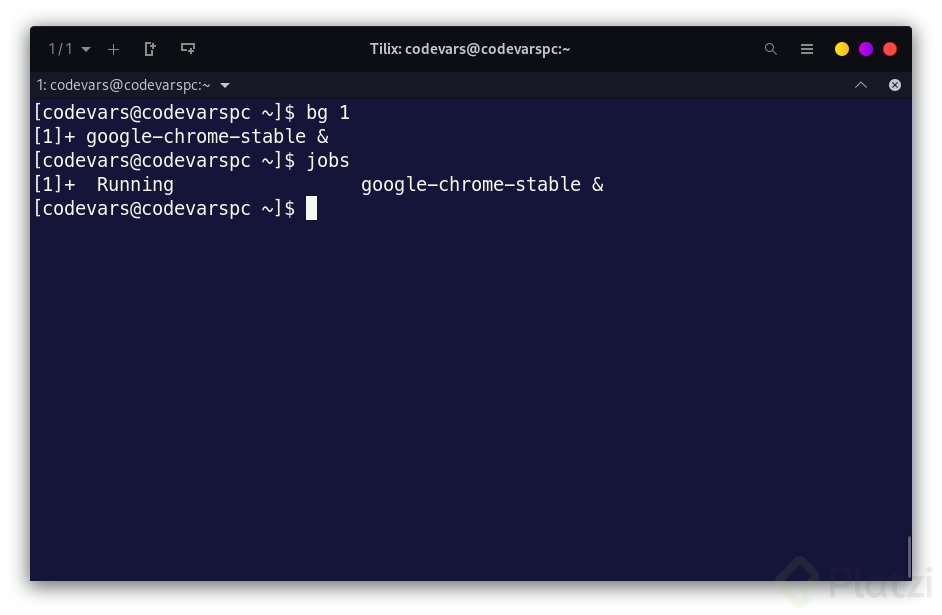 1/1
Tilix: codevars@codevarspc:~
1: codevars@codevarspc:~
[codevars@codevarspc ~]$ bg 1
[1]+ google-chrome-stable &
[codevars@codevarspc ~]$ jobs
[1]+  Running                 google-chrome-stable &
[codevars@codevarspc ~]$
Platzi